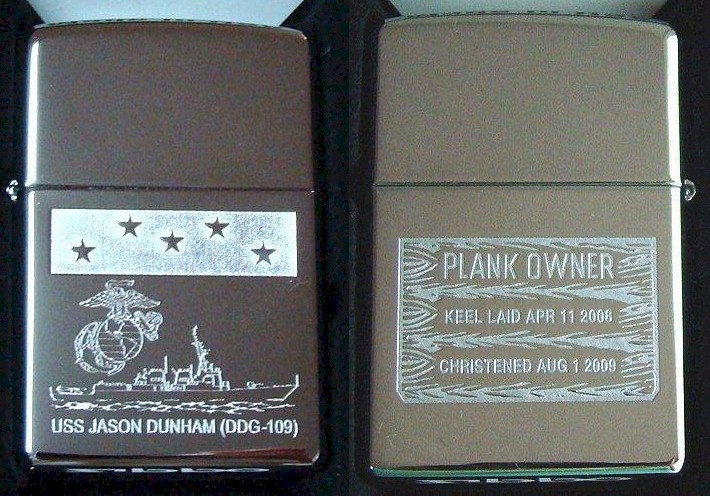 USS JASON DUNHAM (DDG-109)
PLANK OWNER
KEEL LAID APR 11 2008
CHRISTENED AUG 1 2009